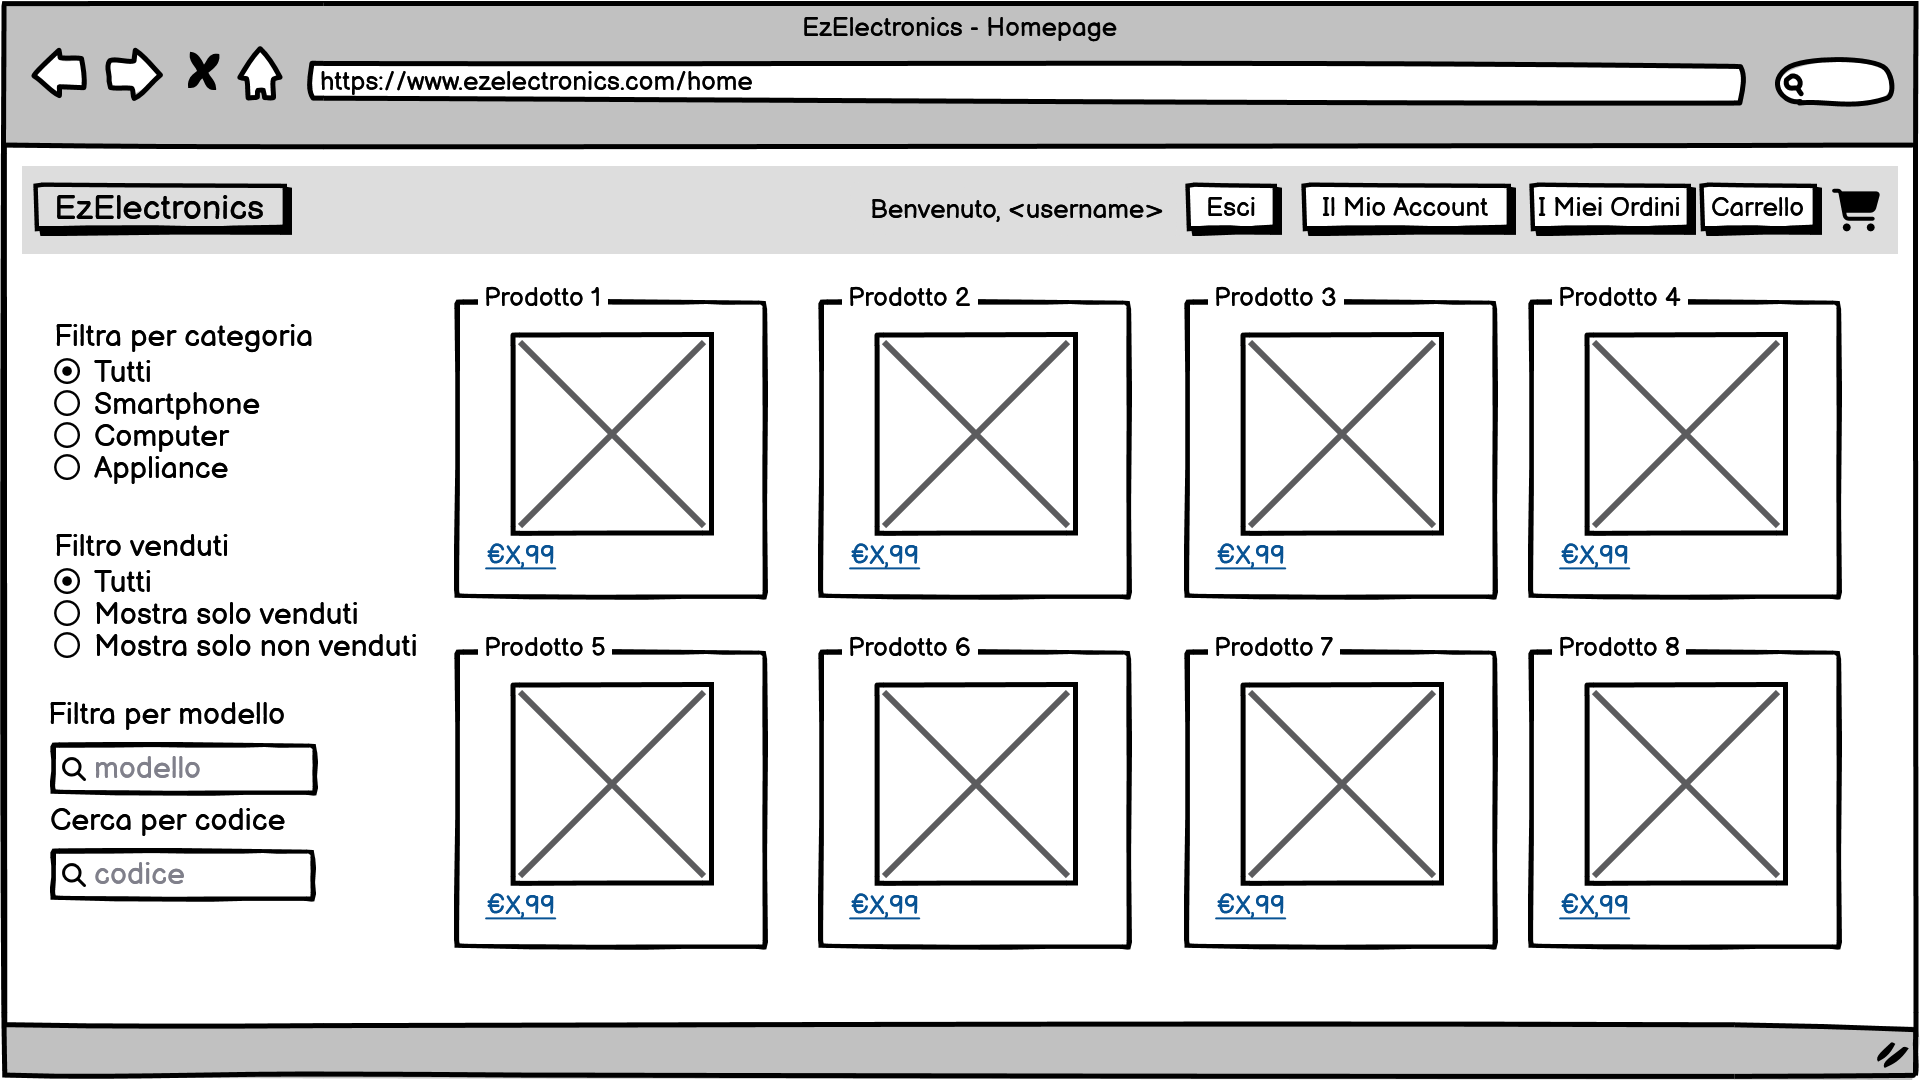 EzElectronics - Homepage
https://www.ezelectronics.com/home
EzElectronics
Benvenuto, <username>
Esci
Il Mio Account
I Miei Ordini
Carrello
Filtra per categoria
Tutti
Smartphone
Computer
Appliance
Filtro venduti
Tutti
Mostra solo venduti
Mostra solo non venduti
Filtra per modello
modello
Cerca per codice
codice
Prodotto 1
€X,99
Prodotto 2
€X,99
Prodotto 3
€X,99
Prodotto 4
€X,99
Prodotto 5
€X,99
Prodotto 6
€X,99
Prodotto 7
€X,99
Prodotto 8
€X,99